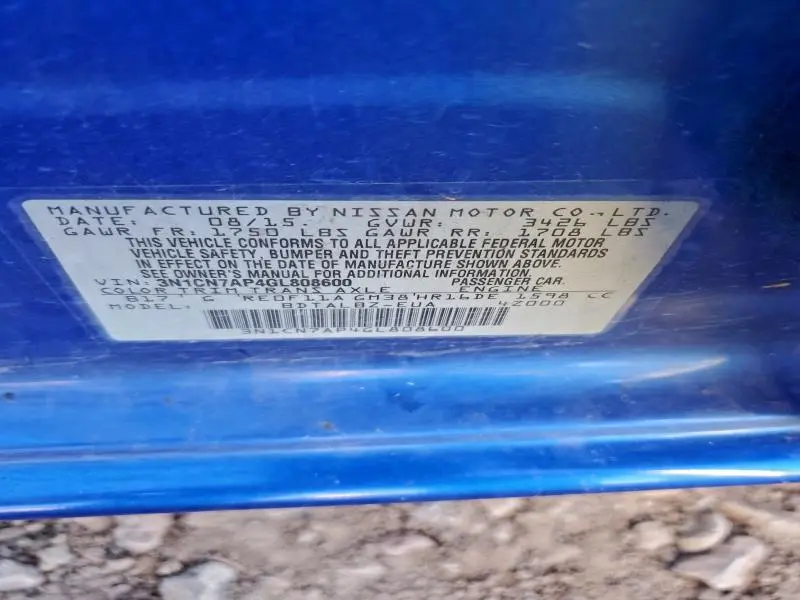 MANUFACTURED BY NISSAN MOTOR CO., LTD.
DATE: 08/15. GVWR: 3426 LBS
GAWR FR: 1750 LBS GAWR RR: 1708 LBS
THIS VEHICLE CONFORMS TO ALL APPLICABLE FEDERAL MOTOR
VEHICLE SAFETY, BUMPER AND THEFT PREVENTION STANDARDS
IN EFFECT ON THE DATE OF MANUFACTURE SHOWN ABOVE.
SEE OWNER'S MANUAL FOR ADDITIONAL INFORMATION.
VIN: 3N1CN7AP4GL808600 PASSENGER CAR.
COLOR TRIM TRANS AXLE ENGINE
B17 G RE0F11A GM38 HR16DE 1598 CC
MODEL: BDTALBZ-EUA 4Z000
3N1CN7AP4GL808600